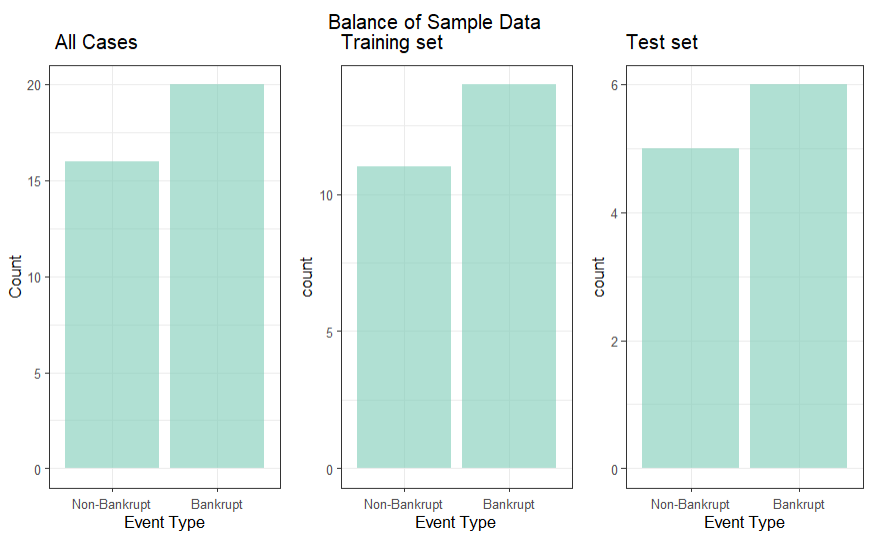 Balance of Sample Data
All Cases
Training set
Test set
Count
20
15
10
5
0
Non-Bankrupt
Bankrupt
Event Type
count
10
5
0
Non-Bankrupt
Bankrupt
Event Type
count
6
4
2
0
Non-Bankrupt
Bankrupt
Event Type